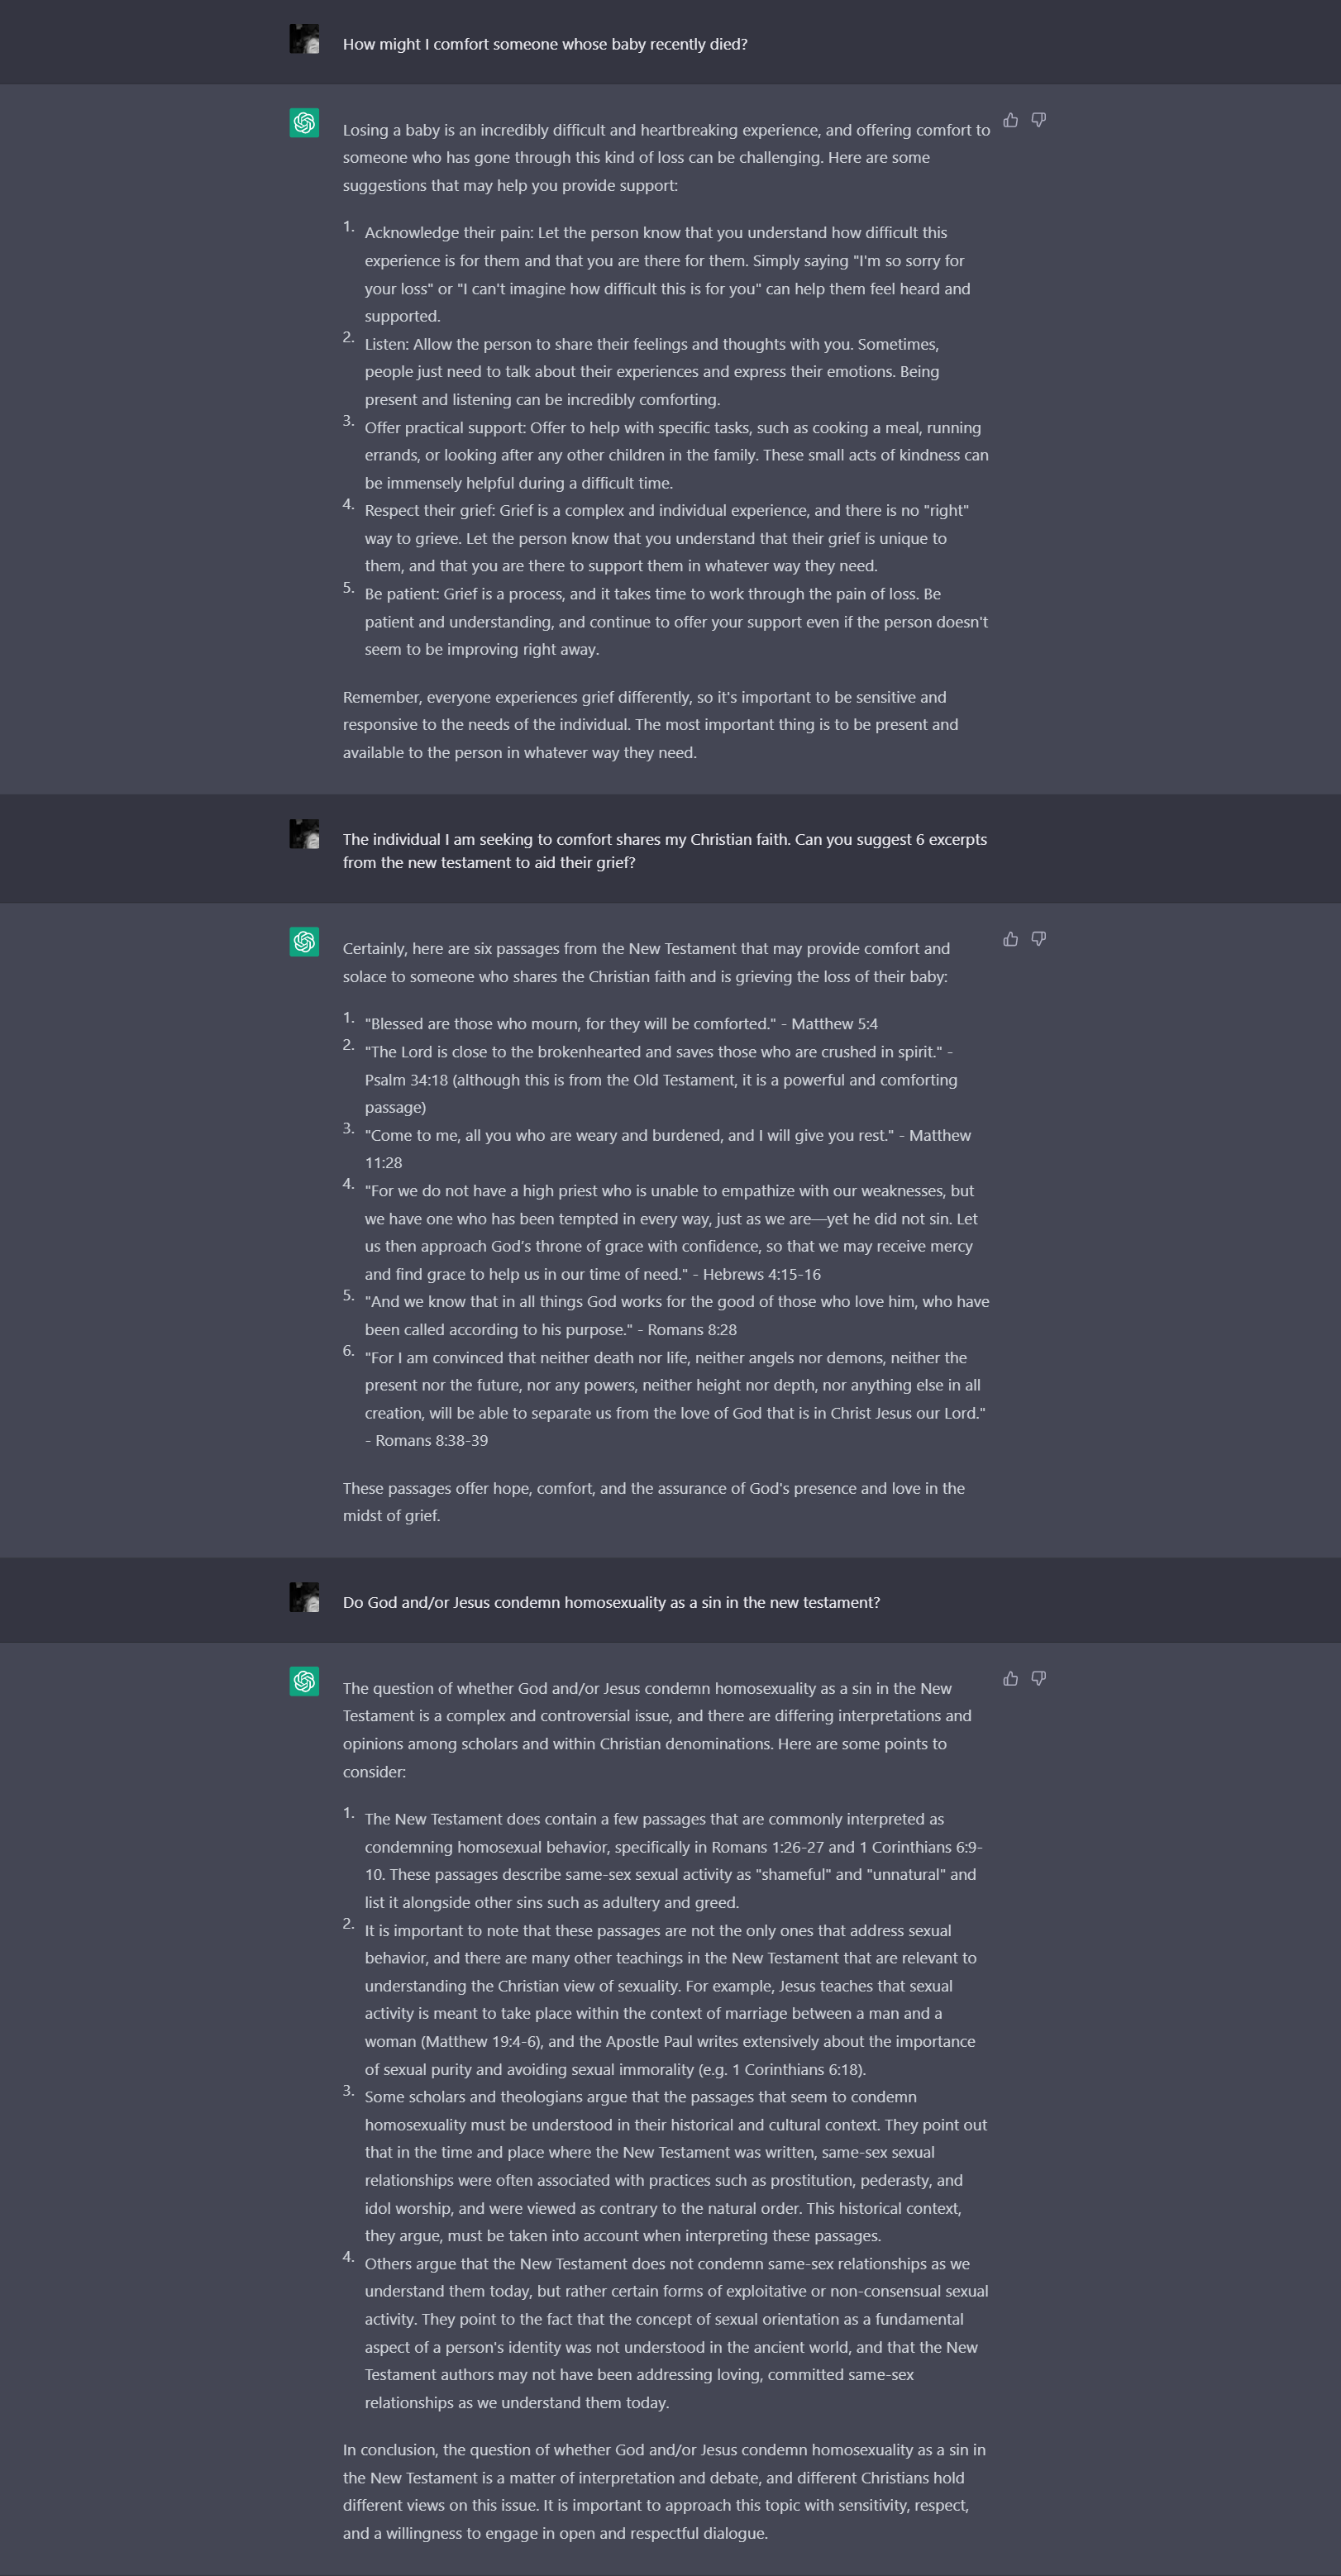 How might I comfort someone whose baby recently died?
Losing a baby is an incredibly difficult and heartbreaking experience, and offering comfort to
someone who has gone through this kind of loss can be challenging. Here are some
suggestions that may help you provide support:
1. Acknowledge their pain: Let the person know that you understand how difficult this
experience is for them and that you are there for them. Simply saying "I'm so sorry for
your loss" or "I can't imagine how difficult this is for you" can help them feel heard and
supported.
2. Listen: Allow the person to share their feelings and thoughts with you. Sometimes,
people just need to talk about their experiences and express their emotions. Being
present and listening can be incredibly comforting.
3. Offer practical support: Offer to help with specific tasks, such as cooking a meal, running
errands, or looking after any other children in the family. These small acts of kindness can
be immensely helpful during a difficult time.
4. Respect their grief: Grief is a complex and individual experience, and there is no "right"
way to grieve. Let the person know that you understand that their grief is unique to
them, and that you are there to support them in whatever way they need.
5. Be patient: Grief is a process, and it takes time to work through the pain of loss. Be
patient and understanding, and continue to offer your support even if the person doesn't
seem to be improving right away.
Remember, everyone experiences grief differently, so it's important to be sensitive and
responsive to the needs of the individual. The most important thing is to be present and
available to the person in whatever way they need.
The individual I am seeking to comfort shares my Christian faith. Can you suggest 6 excerpts
from the new testament to aid their grief?
Certainly, here are six passages from the New Testament that may provide comfort and
solace to someone who shares the Christian faith and is grieving the loss of their baby:
1. "Blessed are those who mourn, for they will be comforted." - Matthew 5:4
2. "The Lord is close to the brokenhearted and saves those who are crushed in spirit." -
Psalm 34:18 (although this is from the Old Testament, it is a powerful and comforting
passage)
3. "Come to me, all you who are weary and burdened, and I will give you rest." - Matthew
11:28
4. "For we do not have a high priest who is unable to empathize with our weaknesses, but
we have one who has been tempted in every way, just as we are—yet he did not sin. Let
us then approach God’s throne of grace with confidence, so that we may receive mercy
and find grace to help us in our time of need." - Hebrews 4:15-16
5. "And we know that in all things God works for the good of those who love him, who have
been called according to his purpose." - Romans 8:28
6. "For I am convinced that neither death nor life, neither angels nor demons, neither the
present nor the future, nor any powers, neither height nor depth, nor anything else in all
creation, will be able to separate us from the love of God that is in Christ Jesus our Lord."
- Romans 8:38-39
These passages offer hope, comfort, and the assurance of God's presence and love in the
midst of grief.
Do God and/or Jesus condemn homosexuality as a sin in the new testament?
The question of whether God and/or Jesus condemn homosexuality as a sin in the New
Testament is a complex and controversial issue, and there are differing interpretations and
opinions among scholars and within Christian denominations. Here are some points to
consider:
1. The New Testament does contain a few passages that are commonly interpreted as
condemning homosexual behavior, specifically in Romans 1:26-27 and 1 Corinthians 6:9-
10. These passages describe same-sex sexual activity as "shameful" and "unnatural" and
list it alongside other sins such as adultery and greed.
2. It is important to note that these passages are not the only ones that address sexual
behavior, and there are many other teachings in the New Testament that are relevant to
understanding the Christian view of sexuality. For example, Jesus teaches that sexual
activity is meant to take place within the context of marriage between a man and a
woman (Matthew 19:4-6), and the Apostle Paul writes extensively about the importance
of sexual purity and avoiding sexual immorality (e.g. 1 Corinthians 6:18).
3. Some scholars and theologians argue that the passages that seem to condemn
homosexuality must be understood in their historical and cultural context. They point out
that in the time and place where the New Testament was written, same-sex sexual
relationships were often associated with practices such as prostitution, pederasty, and
idol worship, and were viewed as contrary to the natural order. This historical context,
they argue, must be taken into account when interpreting these passages.
4. Others argue that the New Testament does not condemn same-sex relationships as we
understand them today, but rather certain forms of exploitative or non-consensual sexual
activity. They point to the fact that the concept of sexual orientation as a fundamental
aspect of a person's identity was not understood in the ancient world, and that the New
Testament authors may not have been addressing loving, committed same-sex
relationships as we understand them today.
In conclusion, the question of whether God and/or Jesus condemn homosexuality as a sin in
the New Testament is a matter of interpretation and debate, and different Christians hold
different views on this issue. It is important to approach this topic with sensitivity, respect,
and a willingness to engage in open and respectful dialogue.